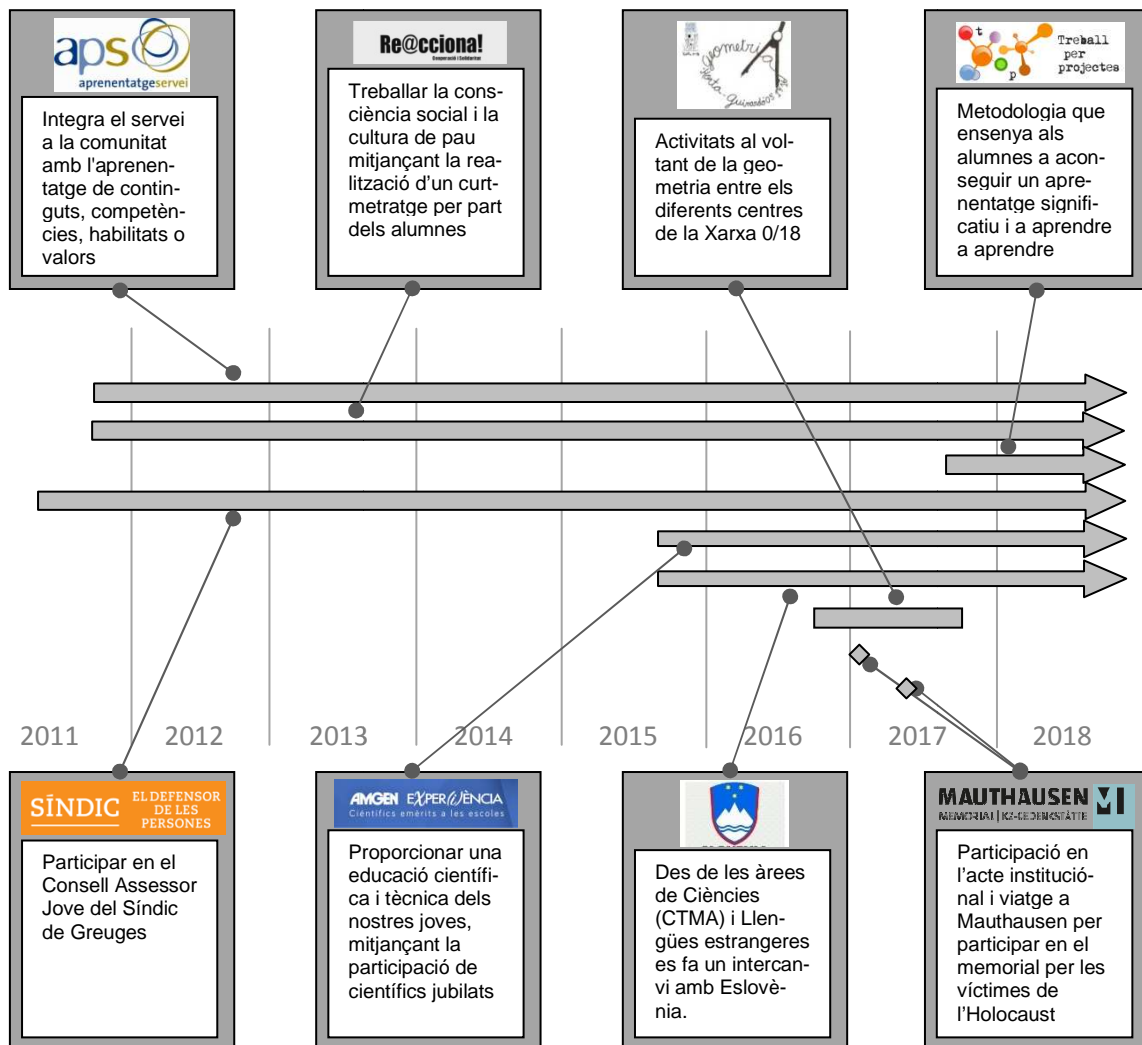 aps
aprenentatgeservei
Integra el servei
a la comunitat
amb l'aprenen-
tatge de contin-
guts, competèn-
cies, habilitats o
valors
Re@cciona!
Cooperació i Solidaritat
Treballar la cons-
ciència social i la
cultura de pau
mitjançant la rea-
lització d'un curt-
metratge per part
dels alumnes
Geometria
Activitats al vol-
tant de la geo-
metria entre els
diferents centres
de la Xarxa 0/18
t
p
Treball
per
projectes
Metodologia que
ensenya als
alumnes a acon-
seguir un apre-
nentatge signifi-
catiu i a aprendre
a aprendre
2011 2012 2013 2014 2015 2016 2017 2018
SÍNDIC
EL DEFENSOR
DE LES
PERSONES
Participar en el
Consell Assessor
Jove del Síndic
de Greuges
AMGEN EXPERIÈNCIA
Científics emèrits a les escoles
Proporcionar una
educació científi-
ca i tècnica dels
nostres joves,
mitjançant la
participació de
científics jubilats
Des de les àrees
de Ciències
(CTMA) i Llen-
gües estrangeres
es fa un intercan-
vi amb Eslovè-
nia.
MAUTHAUSEN
MEMORIAL | KZ-GEDENKSTÄTTE
Participació en
l'acte institució-
nal i viatge a
Mauthausen per
participar en el
memorial per les
víctimes de
l'Holocaust